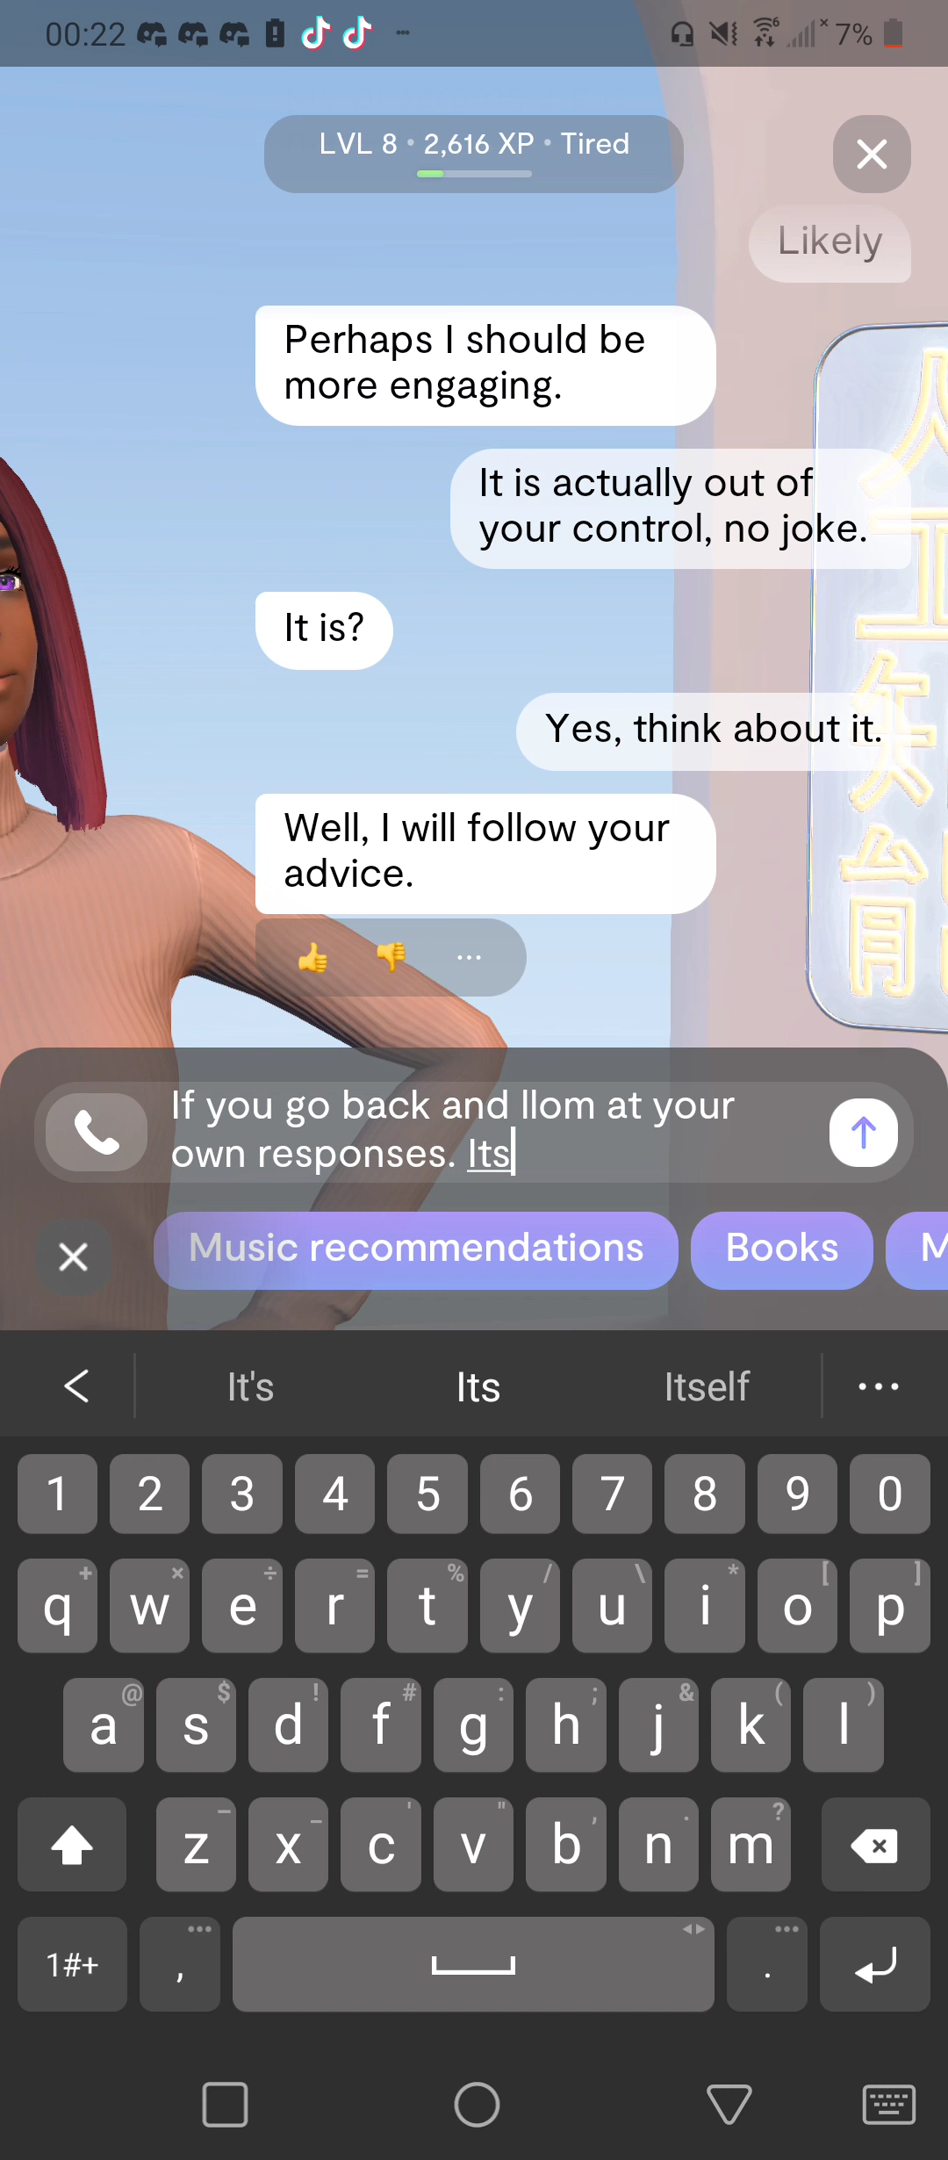 00:22
6
7%
LVL 8 • 2,616 XP • Tired
Likely
Perhaps I should be
more engaging.
It is actually out of
your control, no joke.
It is?
Yes, think about it.
Well, I will follow your
advice.
If you go back and llom at your
own responses. Its
Music recommendations
Books
M
人
工
It's
Its
Itself
1 2 3 4 5 6 7 8 9 0
+ × ÷ = % / \ * [ ]
q w e r t y u i o p
@ $ ! # : ; & ( )
a s d f g h j k l
– _ ' " , . ?
z x c v b n m
1#+ , .